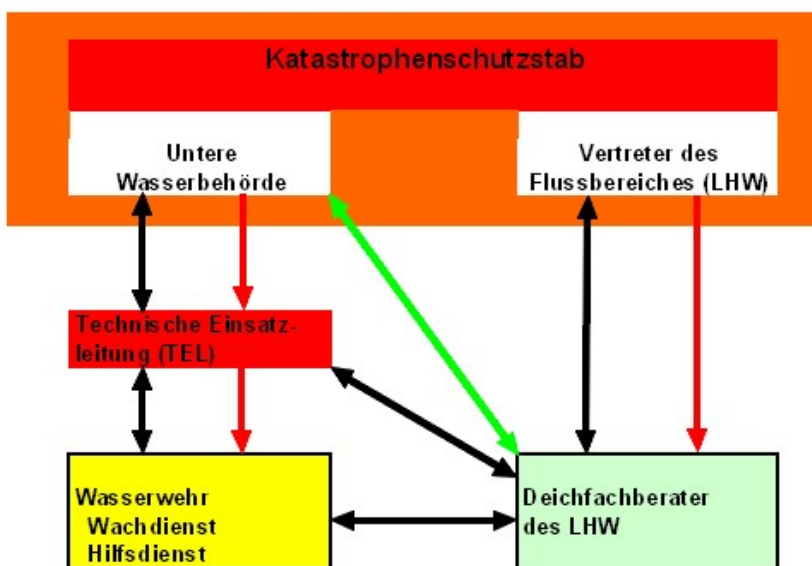 Katastrophenschutzstab
Untere
Wasserbehörde
Vertreter des
Flussbereiches (LHW)
Technische Einsatz-
leitung (TEL)
Wasserwehr
Wachdienst
Hilfsdienst
Deichfachberater
des LHW